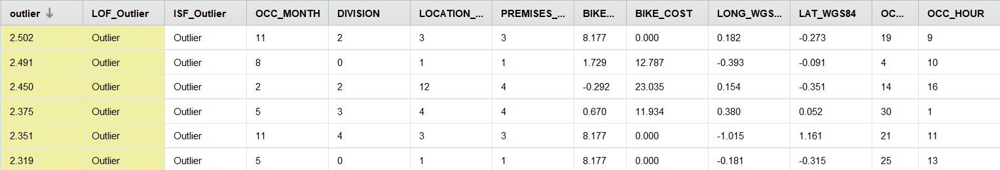 outlier LOF_Outlier ISF_Outlier OCC_MONTH DIVISION LOCATION_... PREMISES_... BIKE... BIKE_COST LONG_WGS... LAT_WGS84 OC... OCC_HOUR
2.502 Outlier Outlier 11 2 3 3 8.177 0.000 0.182 -0.273 19 9
2.491 Outlier Outlier 8 0 1 1 1.729 12.787 -0.393 -0.091 4 10
2.450 Outlier Outlier 2 2 12 4 -0.292 23.035 0.154 -0.351 14 16
2.375 Outlier Outlier 5 3 4 4 0.670 11.934 0.380 0.052 30 1
2.351 Outlier Outlier 11 4 3 3 8.177 0.000 -1.015 1.161 21 11
2.319 Outlier Outlier 5 0 1 1 8.177 0.000 -0.181 -0.315 25 13